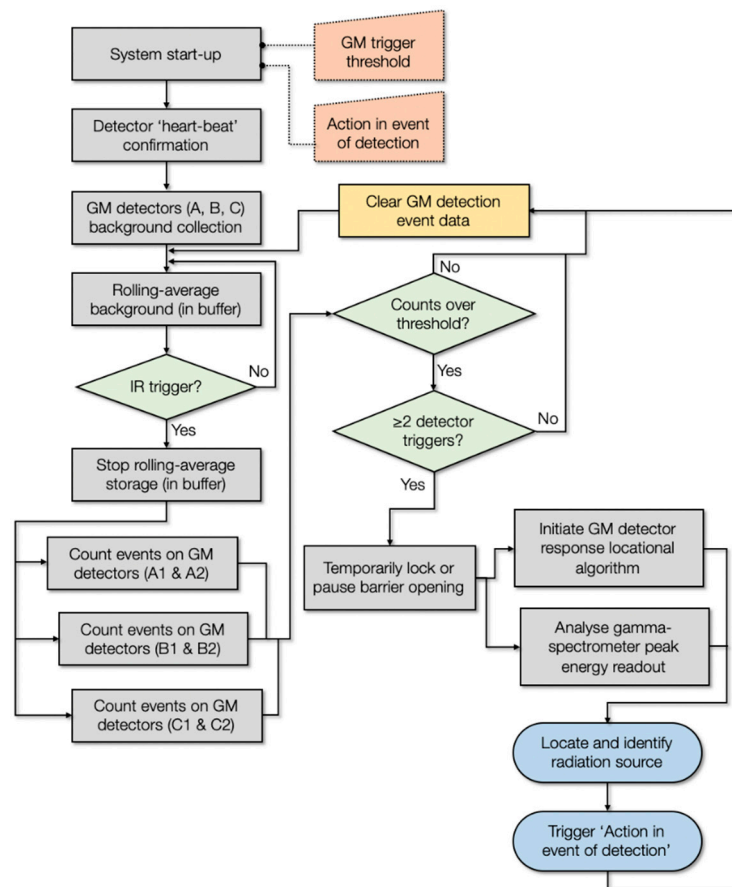 System start-up
GM trigger
threshold
Detector ‘heart-beat’
confirmation
Action in event
of detection
GM detectors (A, B, C)
background collection
Clear GM detection
event data
Rolling-average
background (in buffer)
No
Counts over
threshold?
IR trigger?
No
Yes
Yes
≥2 detector
triggers?
No
Stop rolling-average
storage (in buffer)
Yes
Count events on GM
detectors (A1 & A2)
Temporarily lock or
pause barrier opening
Initiate GM detector
response locational
algorithm
Count events on GM
detectors (B1 & B2)
Analyse gamma-
spectrometer peak
energy readout
Count events on GM
detectors (C1 & C2)
Locate and identify
radiation source
Trigger ‘Action in
event of detection’